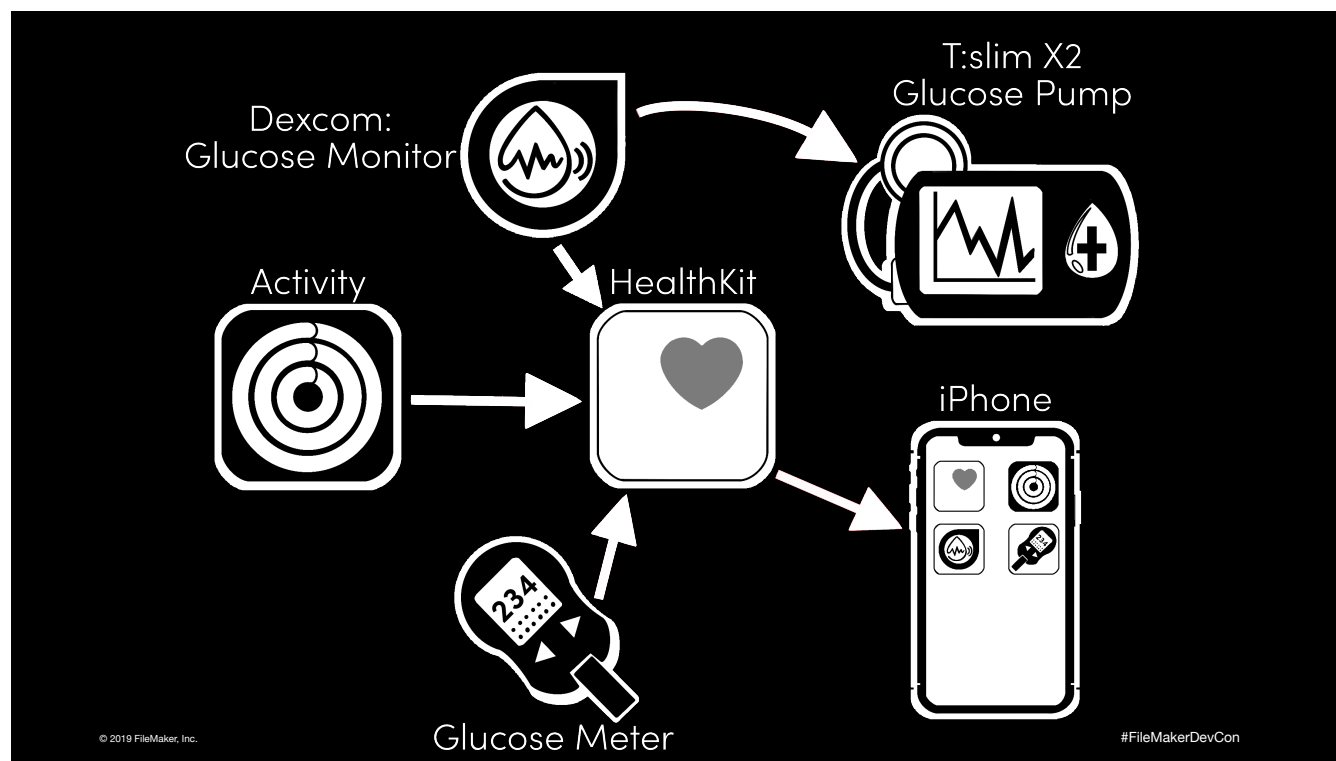 T:slim X2
Glucose Pump
Dexcom:
Glucose Monitor
Activity
HealthKit
iPhone
234
234
Glucose Meter
© 2019 FileMaker, Inc.
#FileMakerDevCon